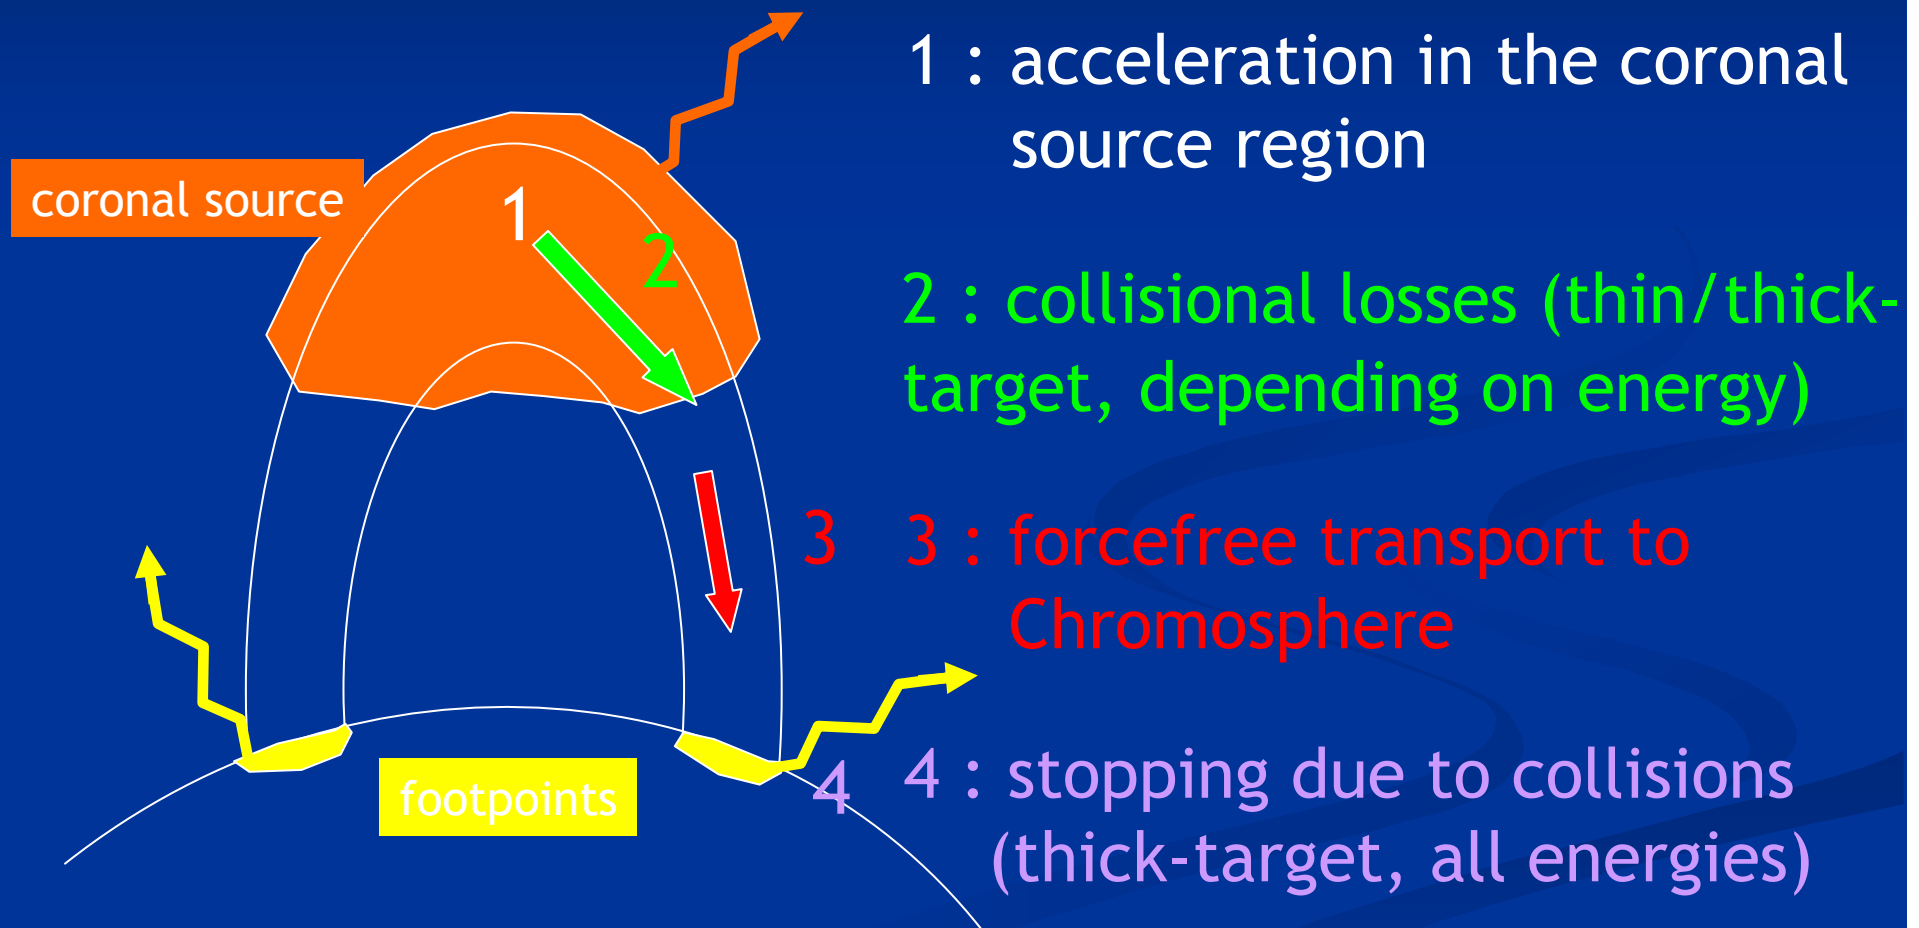 coronal source
1
2
3
4
footpoints
1 : acceleration in the coronal
source region
2 : collisional losses (thin/thick-
target, depending on energy)
3 : forcefree transport to
Chromosphere
4 : stopping due to collisions
(thick-target, all energies)